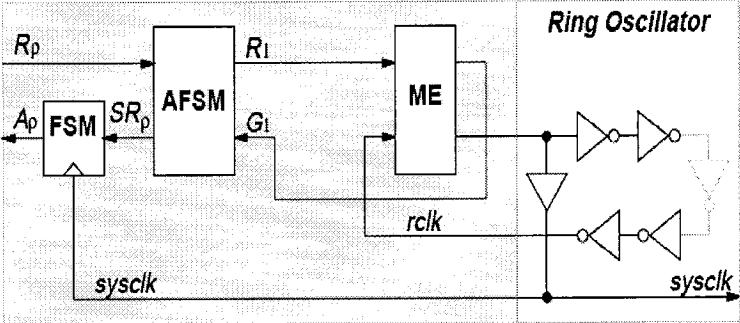 Ring Oscillator
Rρ
R1
AFSM
ME
Aρ
FSM
SRρ
G1
rclk
sysclk
sysclk